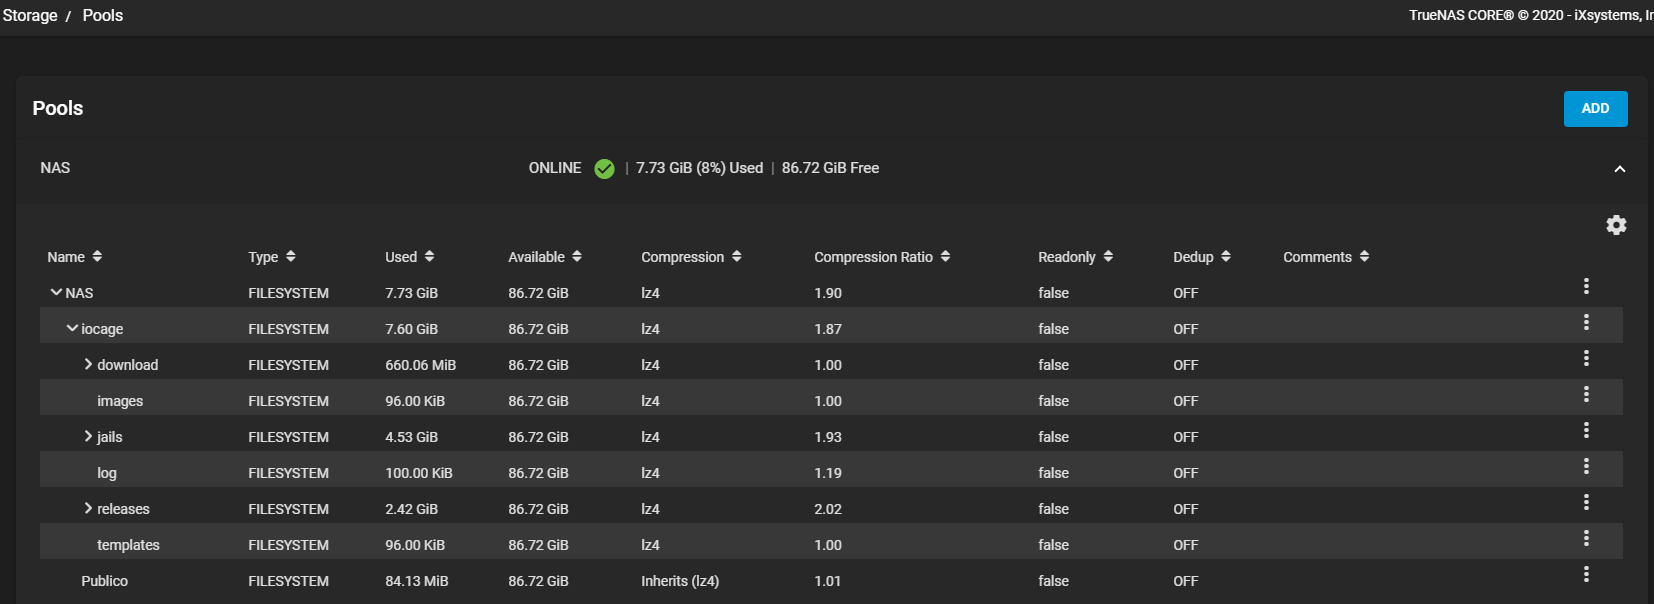 Storage / Pools
TrueNAS CORE® © 2020 - iXsystems,
Pools
ADD
NAS ONLINE | 7.73 GiB (8%) Used | 86.72 GiB Free
Name Type Used Available Compression Compression Ratio Readonly Dedup Comments
NAS FILESYSTEM 7.73 GiB 86.72 GiB lz4 1.90 false OFF
iocage FILESYSTEM 7.60 GiB 86.72 GiB lz4 1.87 false OFF
download FILESYSTEM 660.06 MiB 86.72 GiB lz4 1.00 false OFF
images FILESYSTEM 96.00 KiB 86.72 GiB lz4 1.00 false OFF
jails FILESYSTEM 4.53 GiB 86.72 GiB lz4 1.93 false OFF
log FILESYSTEM 100.00 KiB 86.72 GiB lz4 1.19 false OFF
releases FILESYSTEM 2.42 GiB 86.72 GiB lz4 2.02 false OFF
templates FILESYSTEM 96.00 KiB 86.72 GiB lz4 1.00 false OFF
Publico FILESYSTEM 84.13 MiB 86.72 GiB Inherits (lz4) 1.01 false OFF